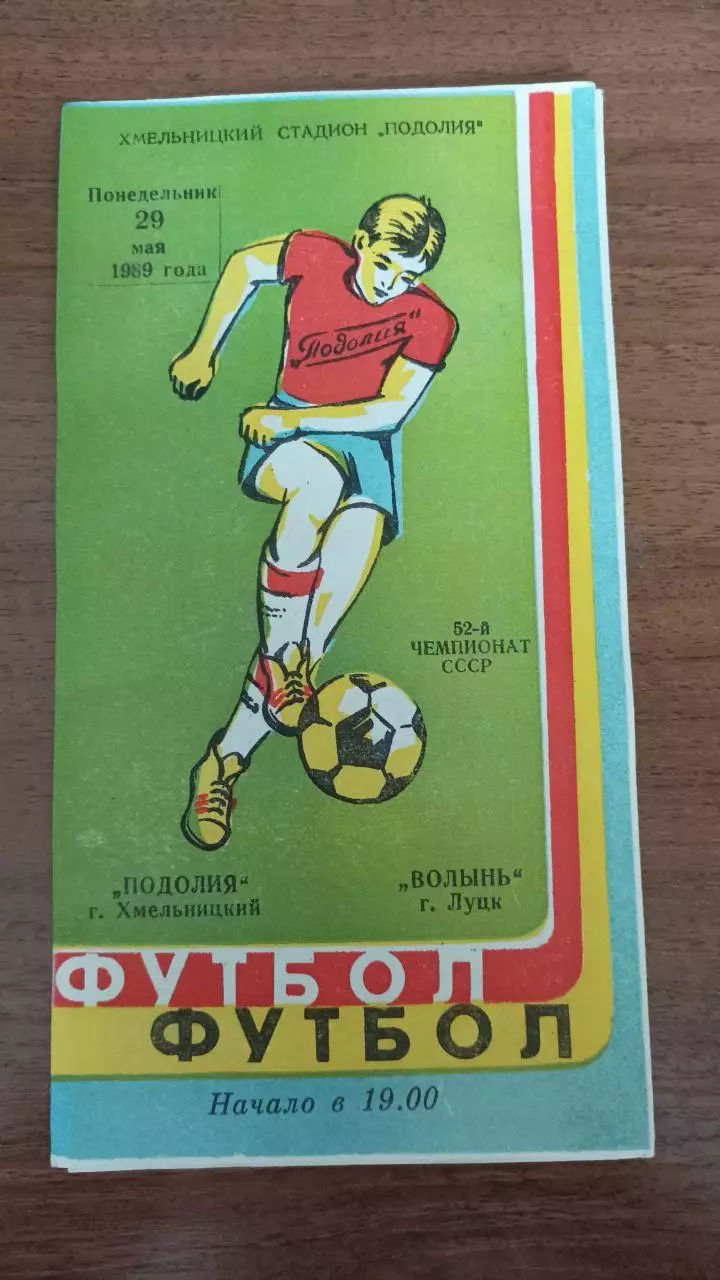 ХМЕЛЬНИЦКИЙ СТАДИОН „ПОДОЛИЯ“
Понедельник
29
мая
1989 года
„Подолия“
52-й
ЧЕМПИОНАТ
СССР
„ПОДОЛИЯ“
г. Хмельницкий
„ВОЛЫНЬ“
г. Луцк
ФУТБОЛ
ФУТБОЛ
Начало в 19.00